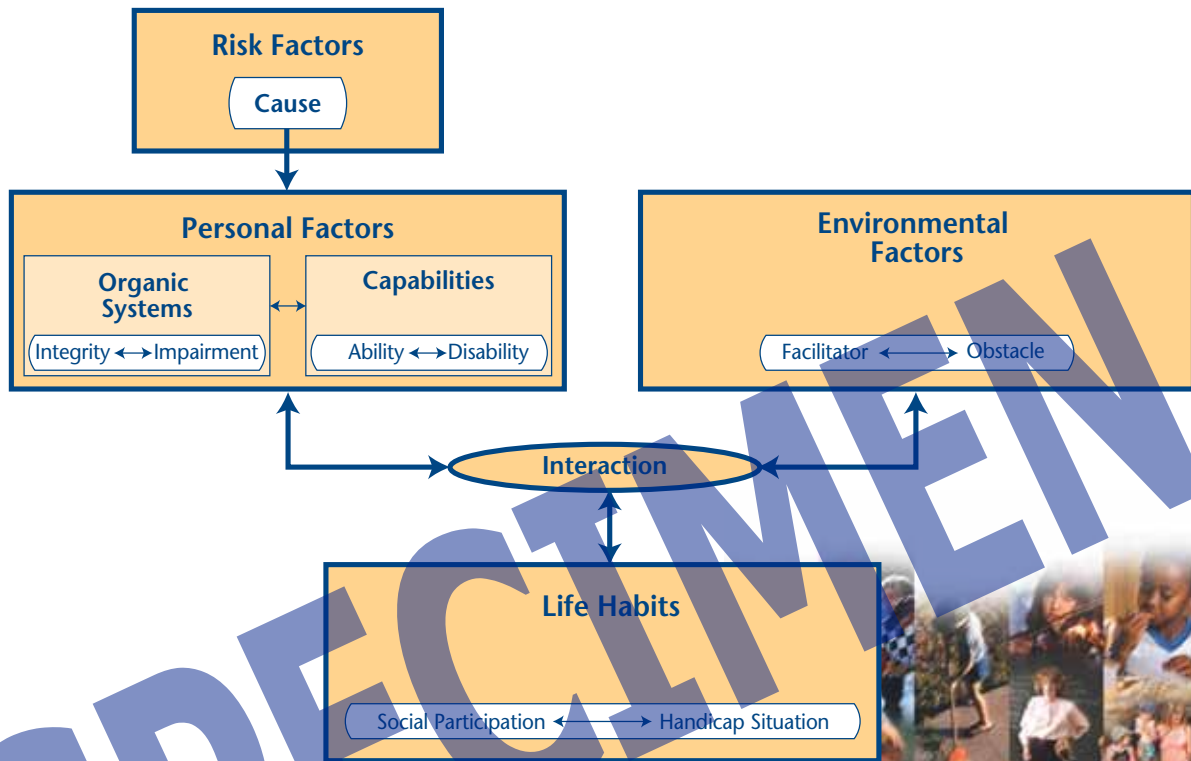 Risk Factors
Cause
Personal Factors
Organic
Systems
Integrity Impairment
Capabilities
Ability Disability
Environmental
Factors
Facilitator Obstacle
Interaction
Life Habits
Social Participation Handicap Situation
SPECIMEN